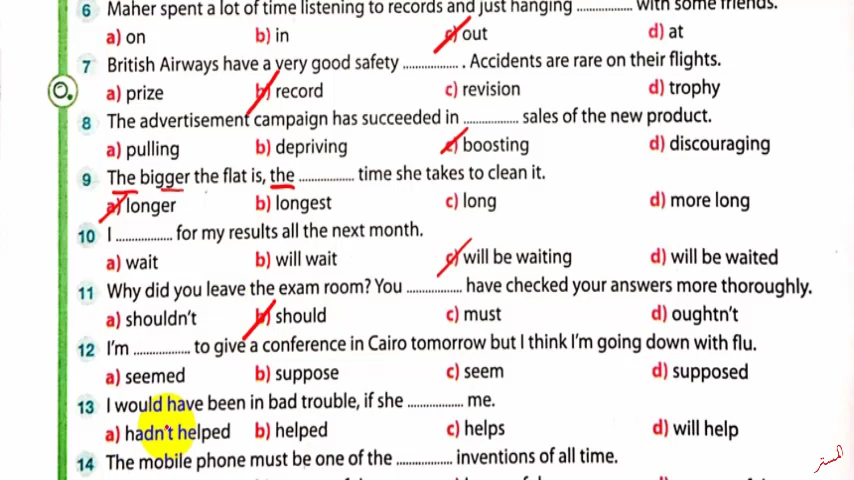 6 Maher spent a lot of time listening to records and just hanging .............. with some friends.
a) on b) in c) out d) at
7 British Airways have a very good safety .............. . Accidents are rare on their flights.
a) prize b) record c) revision d) trophy
8 The advertisement campaign has succeeded in .............. sales of the new product.
a) pulling b) depriving c) boosting d) discouraging
9 The bigger the flat is, the .............. time she takes to clean it.
a) longer b) longest c) long d) more long
10 I .............. for my results all the next month.
a) wait b) will wait c) will be waiting d) will be waited
11 Why did you leave the exam room? You .............. have checked your answers more thoroughly.
a) shouldn't b) should c) must d) oughtn't
12 I'm .............. to give a conference in Cairo tomorrow but I think I'm going down with flu.
a) seemed b) suppose c) seem d) supposed
13 I would have been in bad trouble, if she .............. me.
a) hadn't helped b) helped c) helps d) will help
14 The mobile phone must be one of the .............. inventions of all time.
المستر